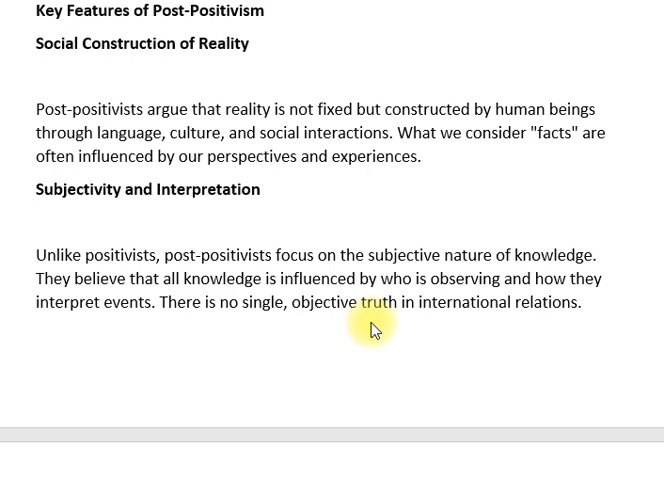 Key Features of Post-Positivism
Social Construction of Reality
Post-positivists argue that reality is not fixed but constructed by human beings
through language, culture, and social interactions. What we consider "facts" are
often influenced by our perspectives and experiences.
Subjectivity and Interpretation
Unlike positivists, post-positivists focus on the subjective nature of knowledge.
They believe that all knowledge is influenced by who is observing and how they
interpret events. There is no single, objective truth in international relations.